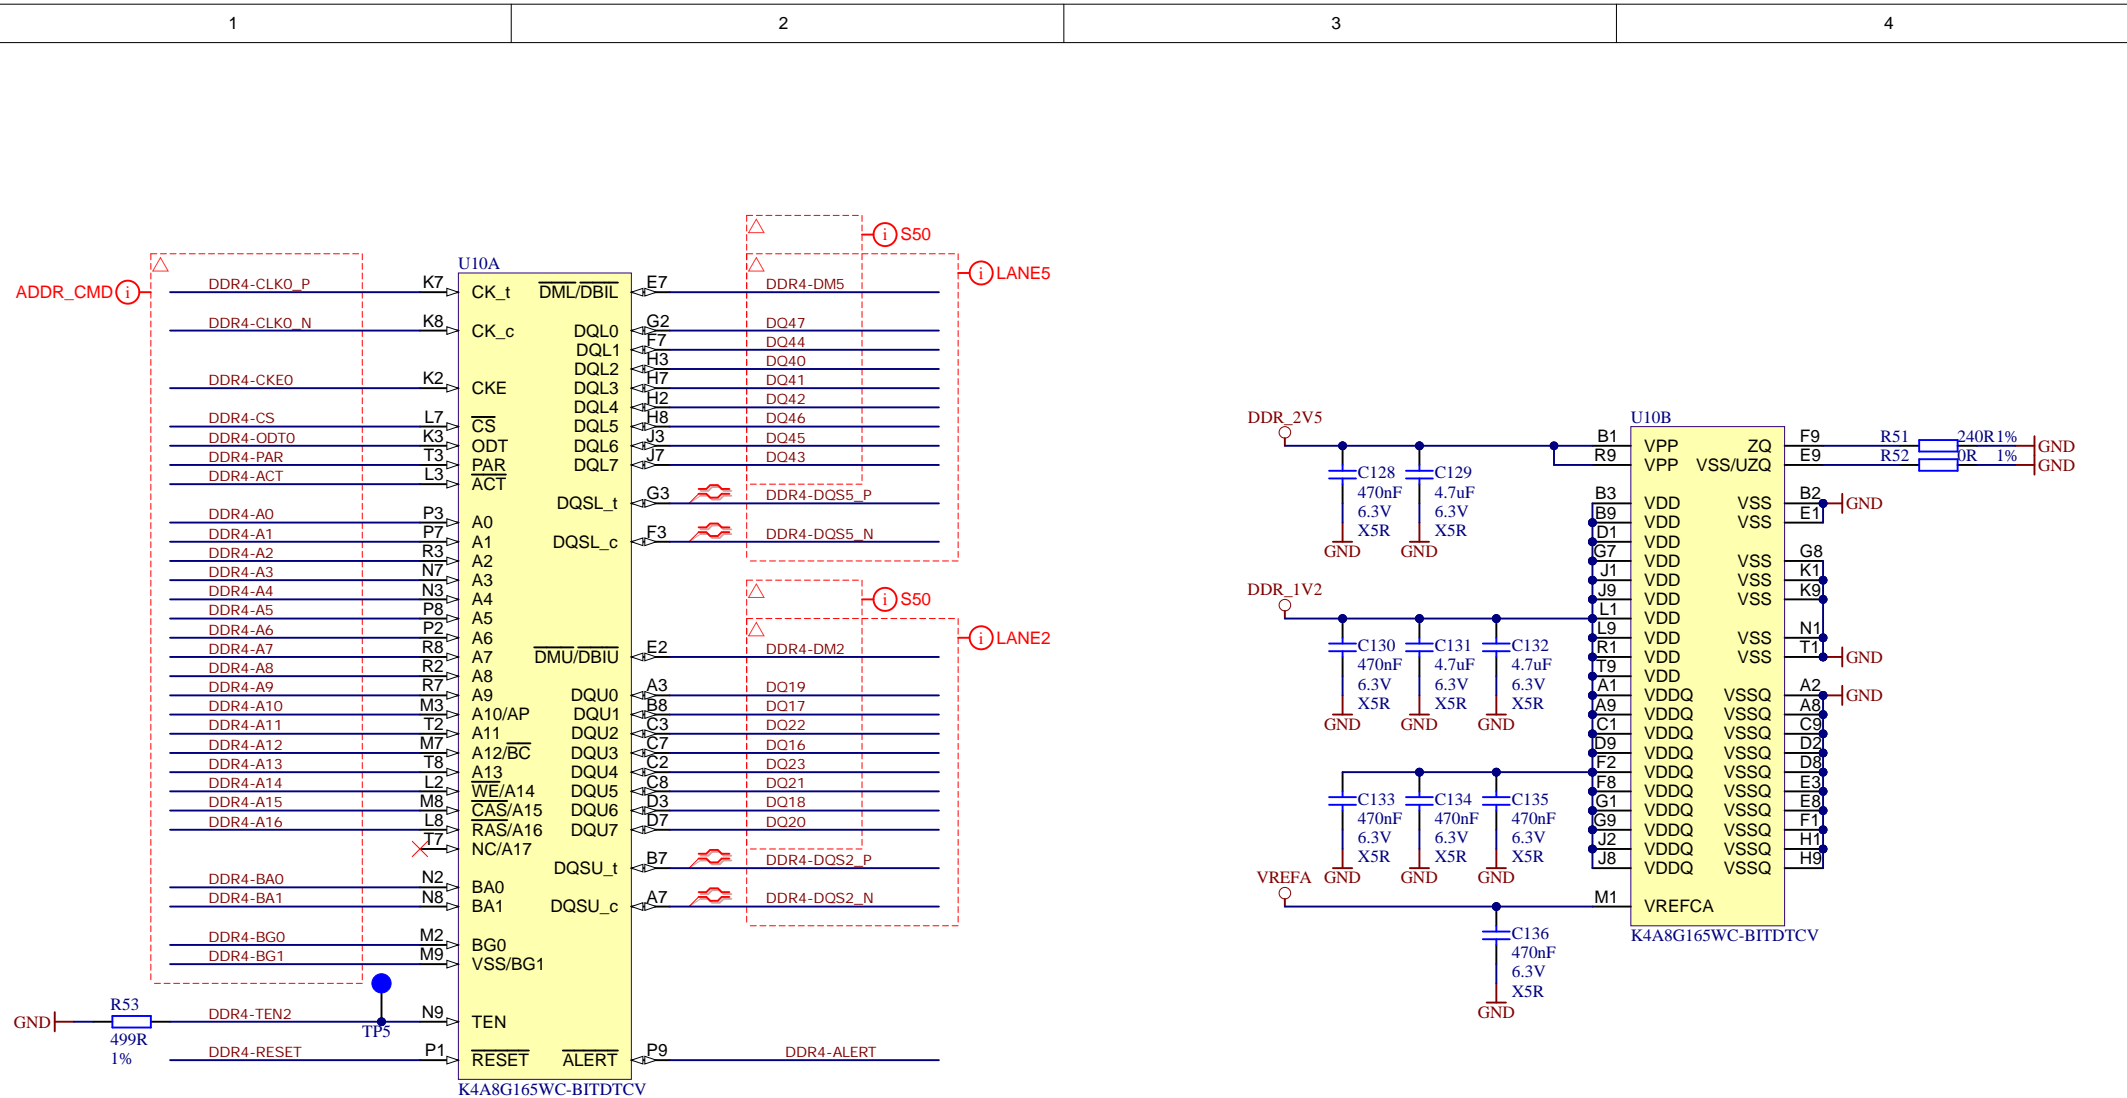 1 2 3 4
ADDR_CMD i
U10A
DDR4-CLK0_P K7 CK_t
DDR4-CLK0_N K8 CK_c
DDR4-CKE0 K2 CKE
DDR4-CS L7 CS
DDR4-ODT0 K3 ODT
DDR4-PAR T3 PAR
DDR4-ACT L3 ACT
DDR4-A0 P3 A0
DDR4-A1 P7 A1
DDR4-A2 R3 A2
DDR4-A3 N7 A3
DDR4-A4 N3 A4
DDR4-A5 P8 A5
DDR4-A6 P2 A6
DDR4-A7 R8 A7
DDR4-A8 R2 A8
DDR4-A9 R7 A9
DDR4-A10 M3 A10/AP
DDR4-A11 T2 A11
DDR4-A12 M7 A12/BC
DDR4-A13 T8 A13
DDR4-A14 L2 WE/A14
DDR4-A15 M8 CAS/A15
DDR4-A16 L8 RAS/A16
T7 NC/A17
DDR4-BA0 N2 BA0
DDR4-BA1 N8 BA1
DDR4-BG0 M2 BG0
DDR4-BG1 M9 VSS/BG1
R53
GND DDR4-TEN2 N9 TEN
499R
1%
TP5
DDR4-RESET P1 RESET
i S50
i LANE5
DML/DBIL E7 DDR4-DM5
DQL0 G2 DQ47
DQL1 F7 DQ44
DQL2 H3 DQ40
DQL3 H7 DQ41
DQL4 H2 DQ42
DQL5 H8 DQ46
DQL6 J3 DQ45
DQL7 J7 DQ43
DQSL_t G3 DDR4-DQS5_P
DQSL_c F3 DDR4-DQS5_N
i S50
i LANE2
DMU/DBIU E2 DDR4-DM2
DQU0 A3 DQ19
DQU1 B8 DQ17
DQU2 C3 DQ22
DQU3 C7 DQ16
DQU4 C2 DQ23
DQU5 C8 DQ21
DQU6 D3 DQ18
DQU7 D7 DQ20
DQSU_t B7 DDR4-DQS2_P
DQSU_c A7 DDR4-DQS2_N
ALERT P9 DDR4-ALERT
K4A8G165WC-BITDTCV
DDR_2V5
C128
470nF
6.3V
X5R
GND
C129
4.7uF
6.3V
X5R
GND
DDR_1V2
C130
470nF
6.3V
X5R
GND
C131
4.7uF
6.3V
X5R
GND
C132
4.7uF
6.3V
X5R
GND
C133
470nF
6.3V
X5R
GND
C134
470nF
6.3V
X5R
GND
C135
470nF
6.3V
X5R
GND
VREFA
C136
470nF
6.3V
X5R
GND
U10B
B1 VPP
R9 VPP
B3 VDD
B9 VDD
D1 VDD
G7 VDD
J1 VDD
J9 VDD
L1 VDD
L9 VDD
R1 VDD
T9 VDD
A1 VDDQ
A9 VDDQ
C1 VDDQ
D9 VDDQ
F2 VDDQ
F8 VDDQ
G1 VDDQ
G9 VDDQ
J2 VDDQ
J8 VDDQ
M1 VREFCA
ZQ F9 R51 240R 1% GND
VSS/UZQ E9 R52 0R 1% GND
VSS B2 GND
VSS E1
VSS G8
VSS K1
VSS K9
VSS N1
VSS T1 GND
VSSQ A2 GND
VSSQ A8
VSSQ C9
VSSQ D2
VSSQ D8
VSSQ E3
VSSQ E8
VSSQ F1
VSSQ H1
VSSQ H9
K4A8G165WC-BITDTCV